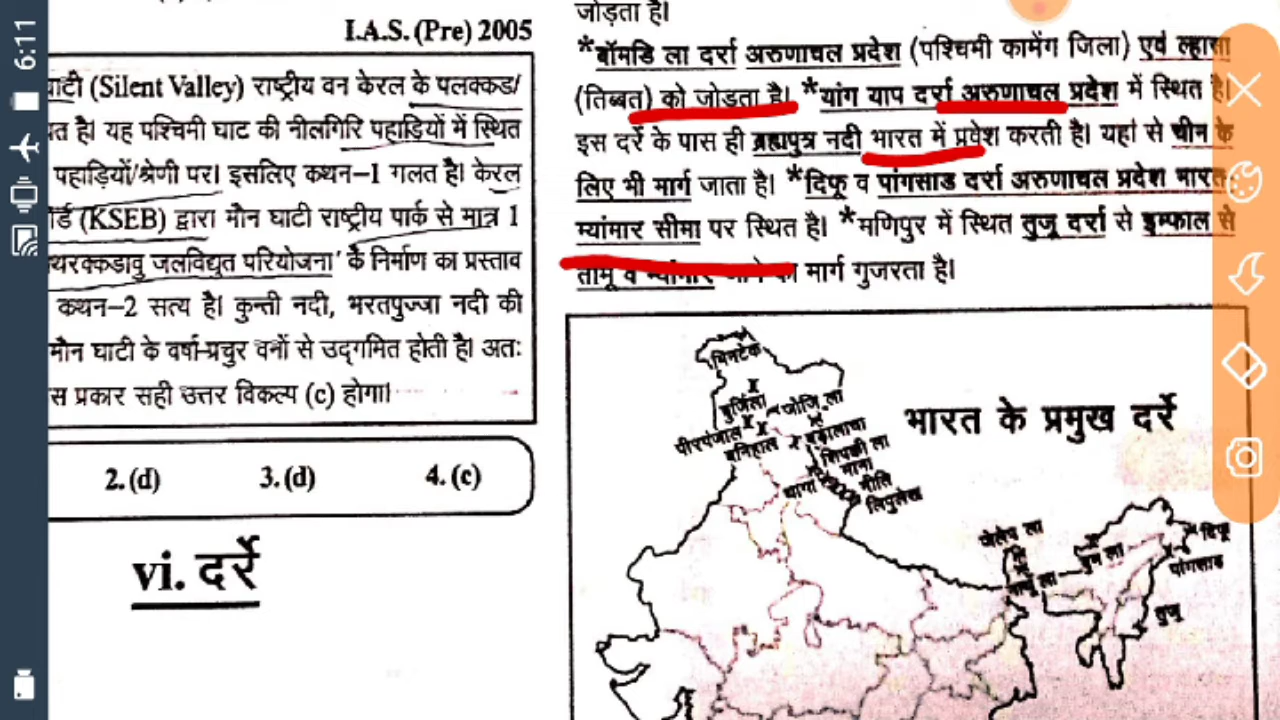 6:11
I.A.S. (Pre) 2005
घाटी (Silent Valley) राष्ट्रीय वन केरल के पलक्कड/
यह पश्चिमी घाट की नीलगिरि पहाड़ियों में स्थित
पहाड़ियों/श्रेणी पर। इसलिए कथन-1 गलत है। केरल
र्ड (KSEB) द्वारा मौन घाटी राष्ट्रीय पार्क से मात्र 1
थरक्कडावु जलविद्युत परियोजना' के निर्माण का प्रस्ताव
कथन-2 सत्य है। कुन्ती नदी, भरतपुज्जा नदी की
मौन घाटी के वर्षा-प्रचुर वनों से उद्गमित होती है। अतः
स प्रकार सही उत्तर विकल्प (c) होगा।
2.(d) 3.(d) 4.(c)
vi. दर्रे
जोड़ता है।
*बॉमडि ला दर्रा अरुणाचल प्रदेश (पश्चिमी कामेंग जिला) एवं ल्हासा
(तिब्बत) को जोड़ता है। *यांग याप दर्रा अरुणाचल प्रदेश में स्थित है।
इस दर्रे के पास ही ब्रह्मपुत्र नदी भारत में प्रवेश करती है। यहां से चीन के
लिए भी मार्ग जाता है। *दिफू व पांगसाड दर्रा अरुणाचल प्रदेश भारत-
म्यांमार सीमा पर स्थित है। *मणिपुर में स्थित तुजू दर्रा से इम्फाल से
तामू व म्यांमार जाने का मार्ग गुजरता है।
भारत के प्रमुख दर्रे
मिनटेक
बुर्जिला
जोजि ला
पीरपंजाल
बनिहाल
बड़ालाचा
शिपकी ला
माना
थागा
नीति
लिपुलेख
जेलेप ला
नाथू ला
बुम ला
दिफू
पांगसाड
तुजू